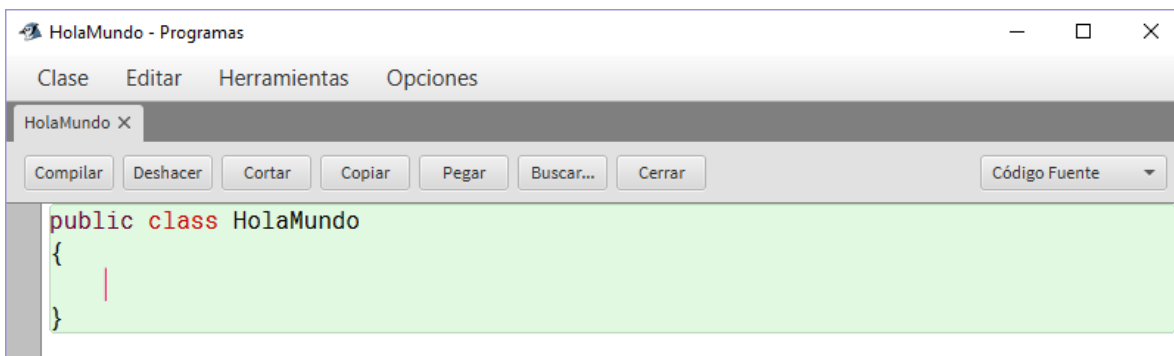 HolaMundo - Programas
Clase Editar Herramientas Opciones
HolaMundo
Compilar Deshacer Cortar Copiar Pegar Buscar... Cerrar Código Fuente
public class HolaMundo
{
}